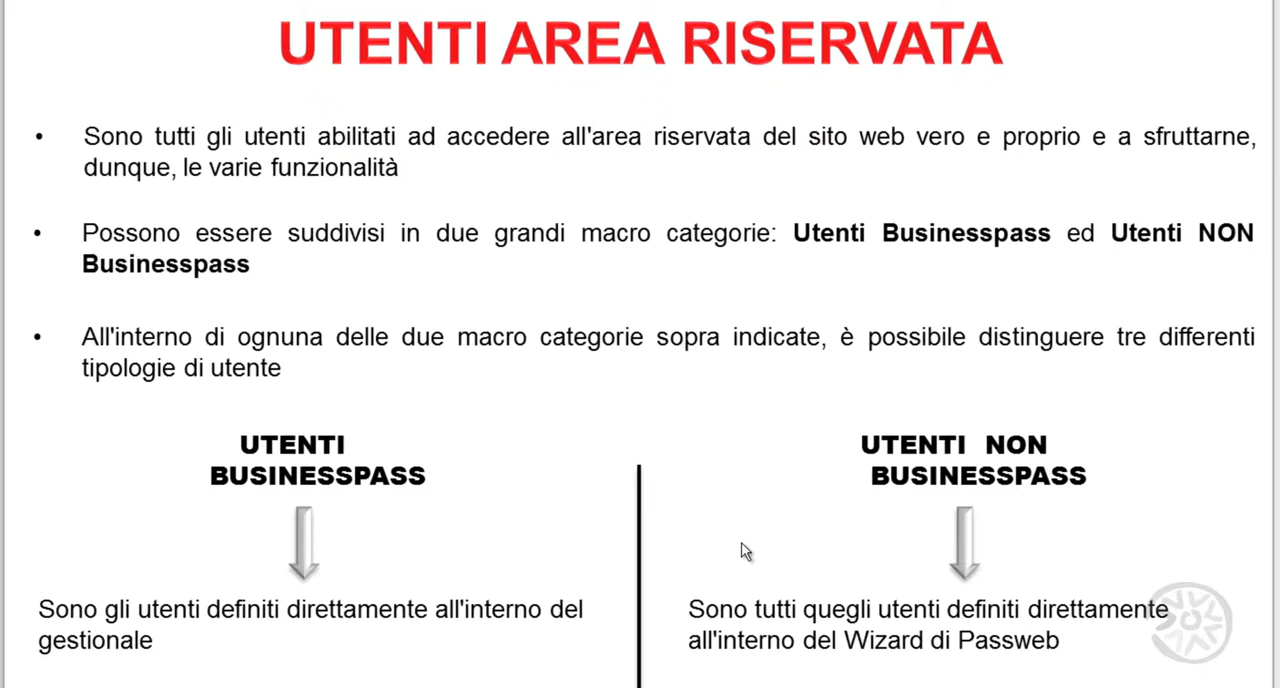 UTENTI AREA RISERVATA
• Sono tutti gli utenti abilitati ad accedere all'area riservata del sito web vero e proprio e a sfruttarne,
dunque, le varie funzionalità
• Possono essere suddivisi in due grandi macro categorie: Utenti Businesspass ed Utenti NON
Businesspass
• All'interno di ognuna delle due macro categorie sopra indicate, è possibile distinguere tre differenti
tipologie di utente
UTENTI
BUSINESSPASS
Sono gli utenti definiti direttamente all'interno del
gestionale
UTENTI NON
BUSINESSPASS
Sono tutti quegli utenti definiti direttamente
all'interno del Wizard di Passweb